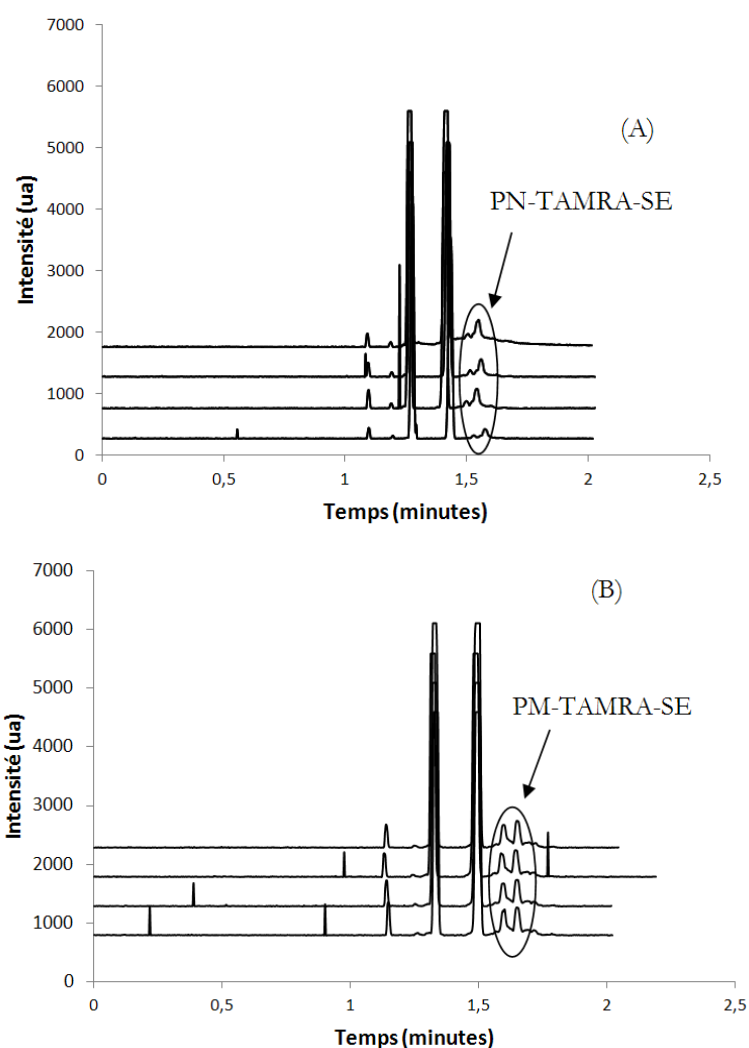 7000
6000
(A)
5000
PN-TAMRA-SE
4000
Intensité (ua)
3000
2000
1000
0
0 0,5 1 1,5 2 2,5
Temps (minutes)
7000
(B)
6000
5000
PM-TAMRA-SE
4000
Intensité (ua)
3000
2000
1000
0
0 0,5 1 1,5 2 2,5
Temps (minutes)